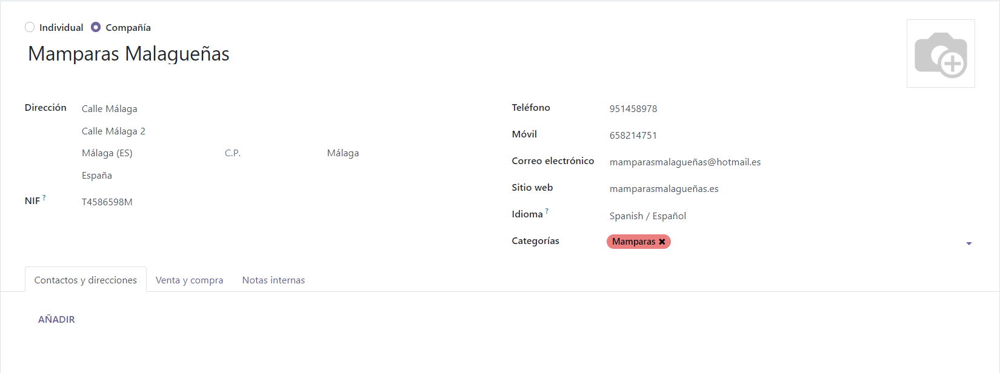 Individual Compañía
Mamparas Malagueñas
Dirección Calle Málaga
Calle Málaga 2
Málaga (ES) C.P. Málaga
España
NIF ? T4586598M
Teléfono 951458978
Móvil 658214751
Correo electrónico mamparasmalagueñas@hotmail.es
Sitio web mamparasmalagueñas.es
Idioma ? Spanish / Español
Categorías Mamparas ✖
Contactos y direcciones Venta y compra Notas internas
AÑADIR